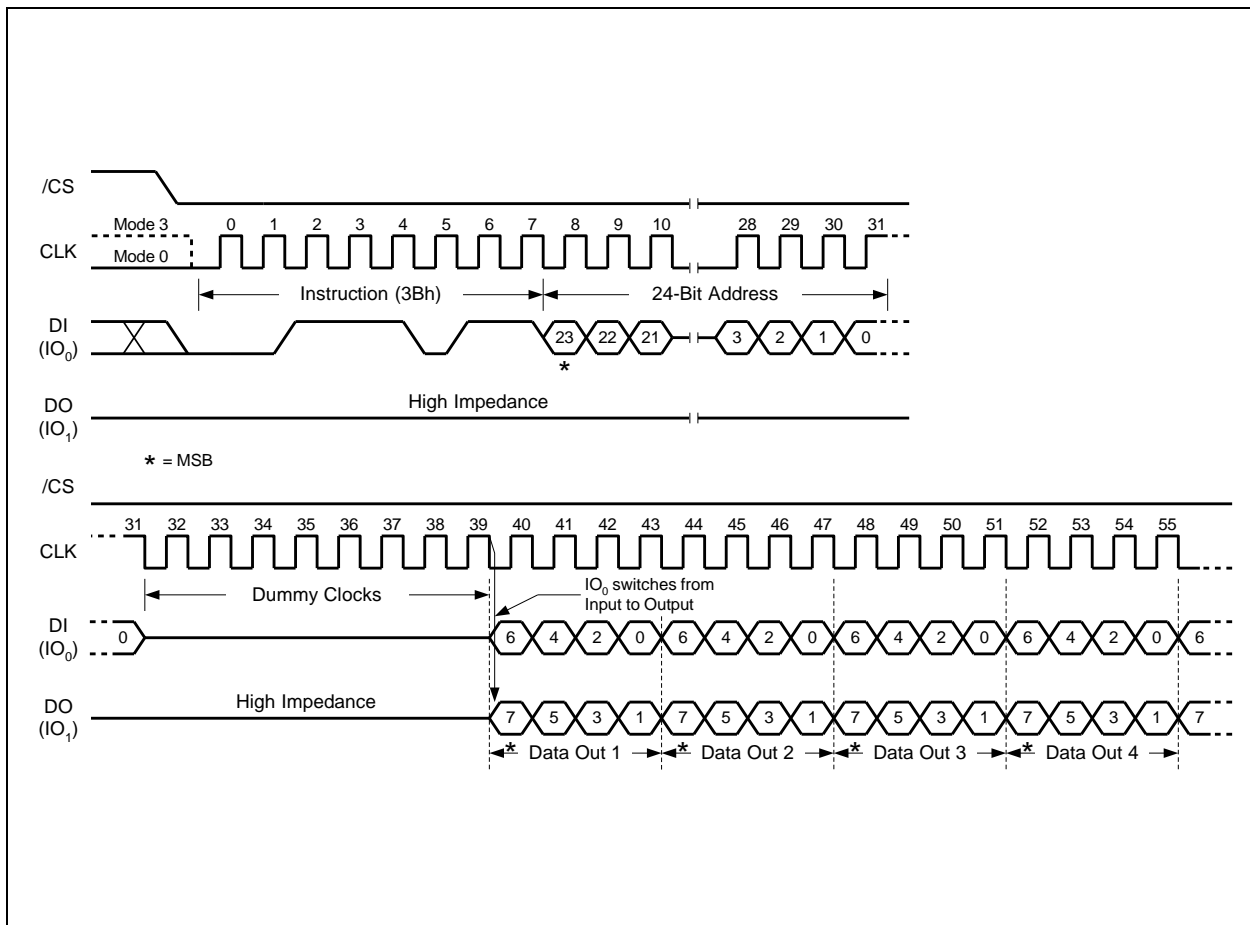 /CS
Mode 3 0 1 2 3 4 5 6 7 8 9 10 28 29 30 31
CLK
Mode 0
Instruction (3Bh) 24-Bit Address
DI
(IO0) 23 22 21 3 2 1 0
*
High Impedance
DO
(IO1)
* = MSB
/CS
31 32 33 34 35 36 37 38 39 40 41 42 43 44 45 46 47 48 49 50 51 52 53 54 55
CLK
Dummy Clocks
IO0 switches from
Input to Output
DI
(IO0) 0 6 4 2 0 6 4 2 0 6 4 2 0 6 4 2 0 6
High Impedance
DO
(IO1) 7 5 3 1 7 5 3 1 7 5 3 1 7 5 3 1 7
* Data Out 1 * Data Out 2 * Data Out 3 * Data Out 4